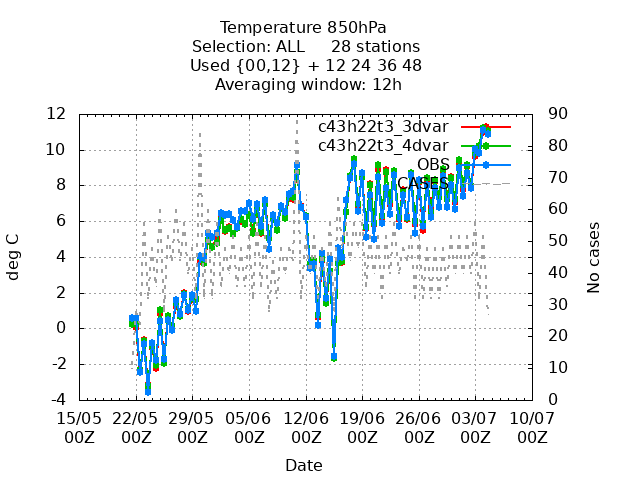 Temperature 850hPa
Selection: ALL 28 stations
Used {00,12} + 12 24 36 48
Averaging window: 12h
c43h22t3_3dvar
c43h22t3_4dvar
OBS
CASES
12
10
8
6
4
2
0
-2
-4
deg C
90
80
70
60
50
40
30
20
10
0
No cases
15/05 22/05 29/05 05/06 12/06 19/06 26/06 03/07 10/07
00Z 00Z 00Z 00Z 00Z 00Z 00Z 00Z 00Z
Date